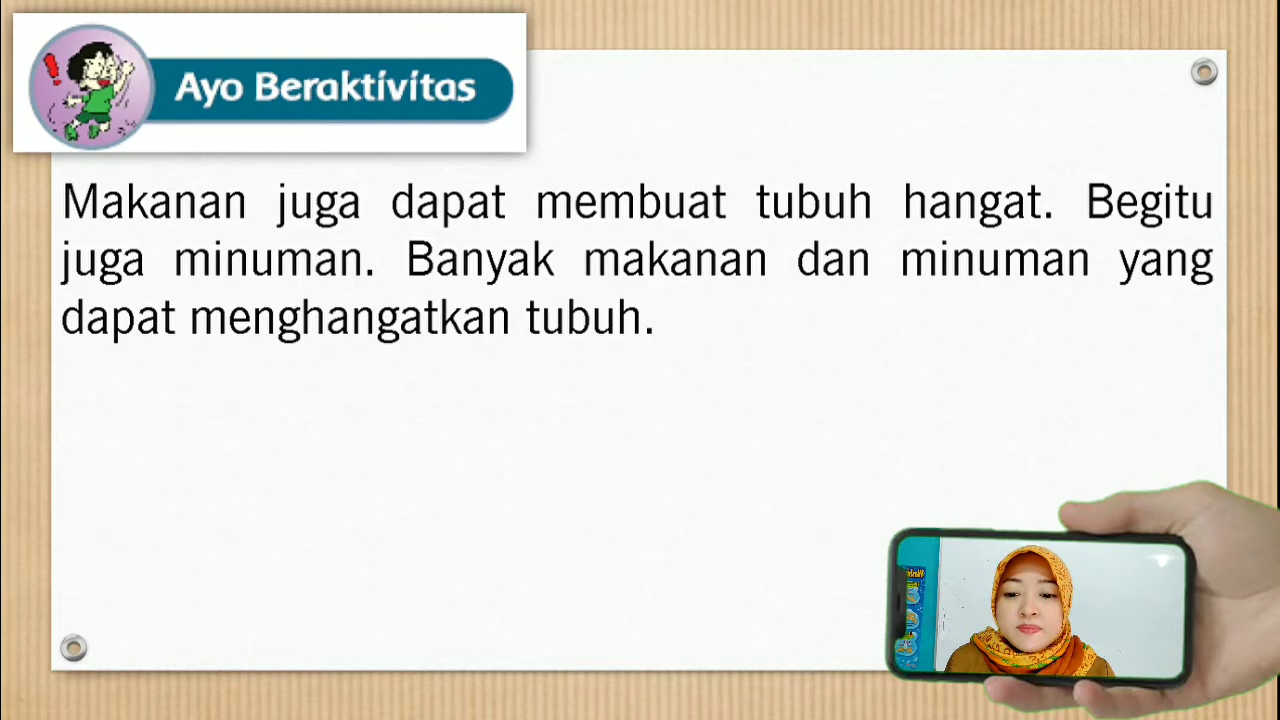 Ayo Beraktivitas
Makanan juga dapat membuat tubuh hangat. Begitu
juga minuman. Banyak makanan dan minuman yang
dapat menghangatkan tubuh.